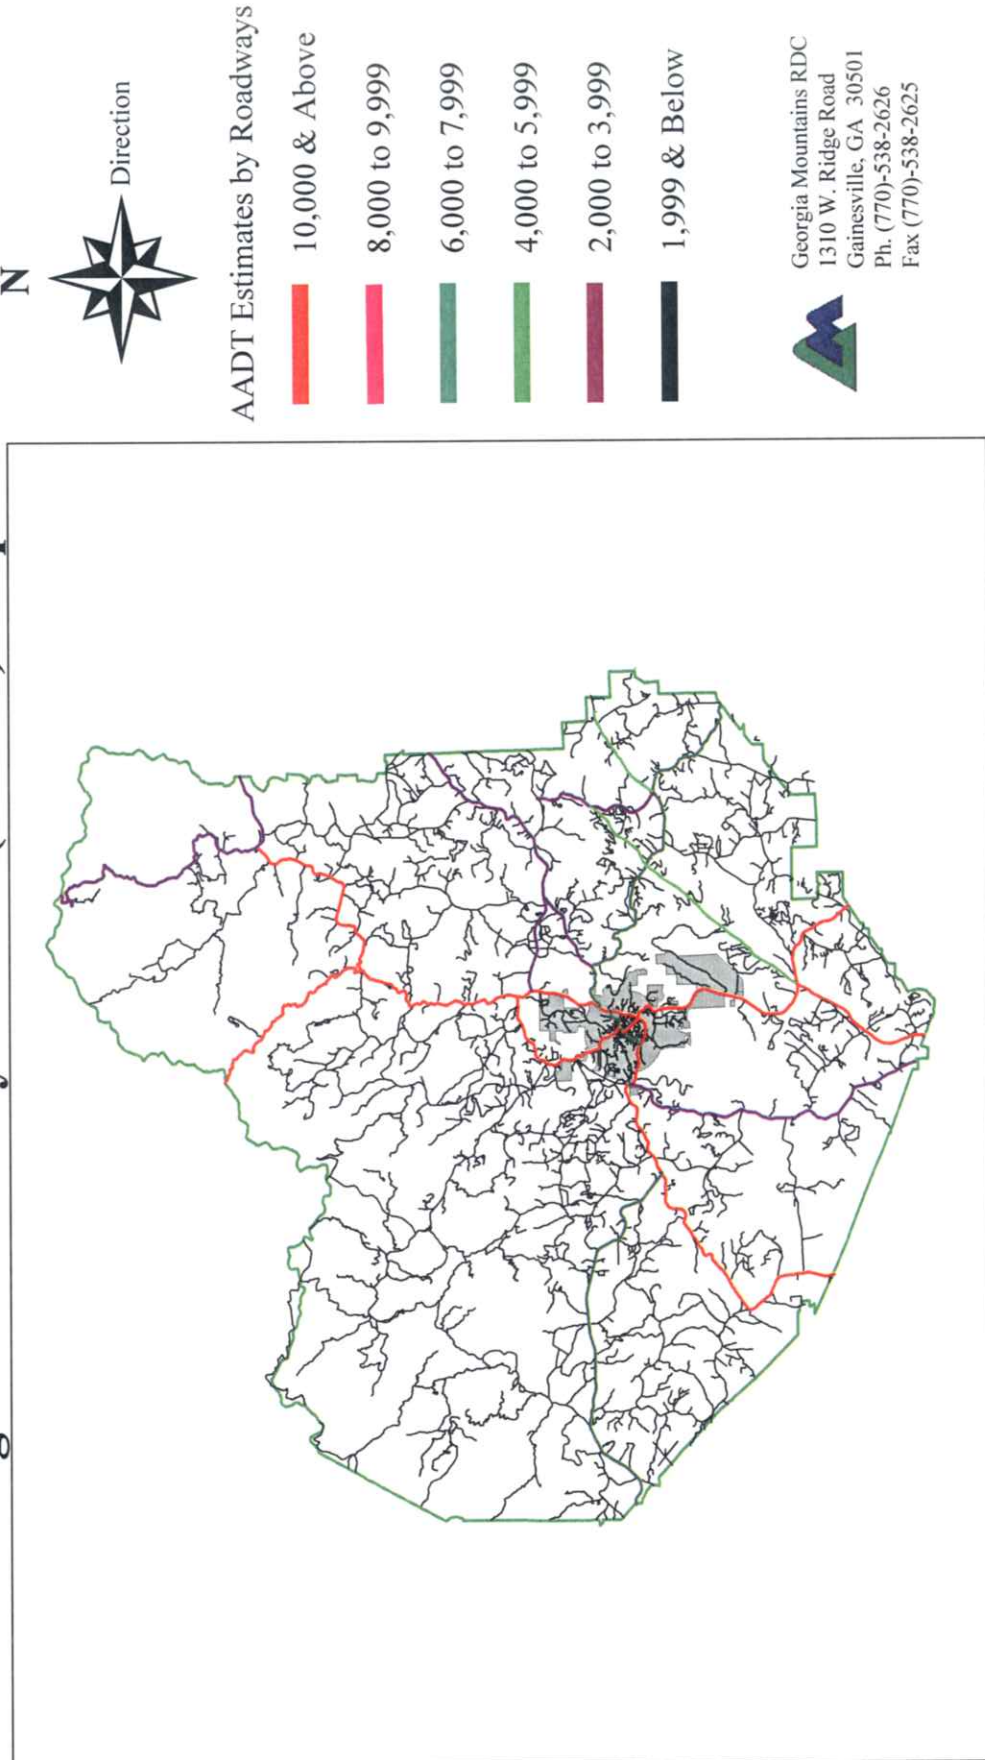 N
Direction
AADT Estimates by Roadways
10,000 & Above
8,000 to 9,999
6,000 to 7,999
4,000 to 5,999
2,000 to 3,999
1,999 & Below
Georgia Mountains RDC
1310 W. Ridge Road
Gainesville, GA 30501
Ph. (770)-538-2626
Fax (770)-538-2625